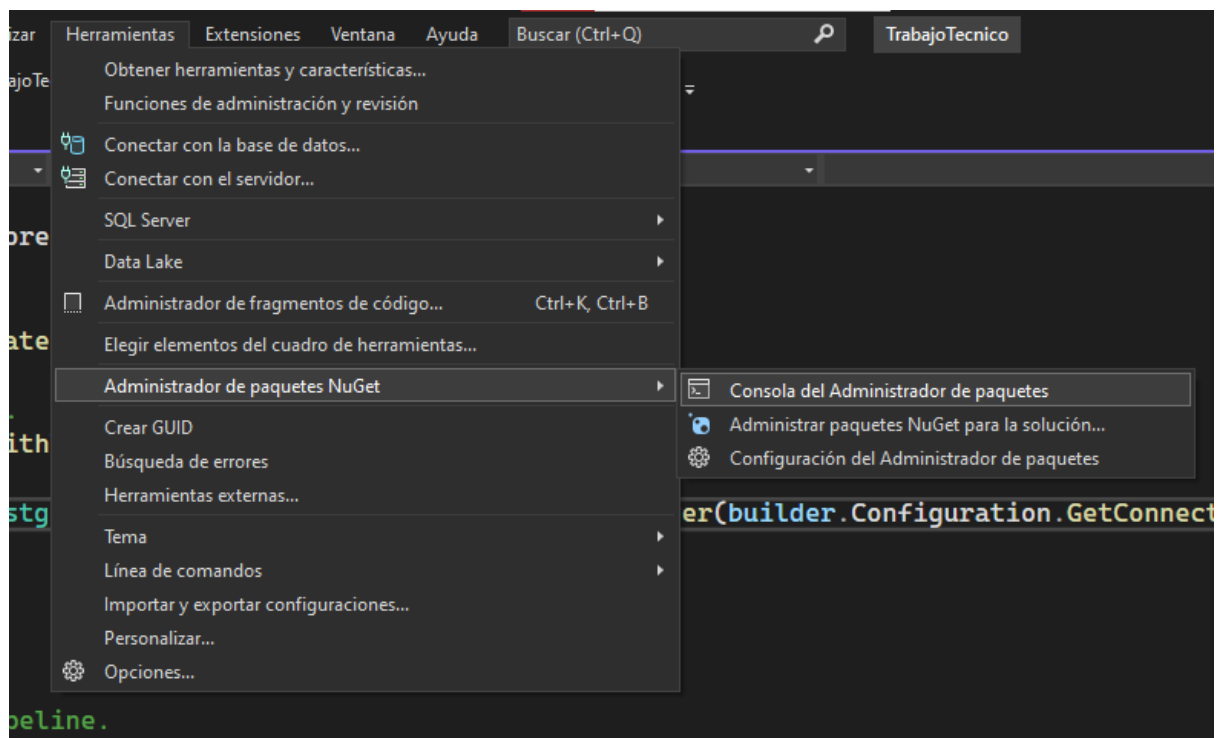 izar Herramientas Extensiones Ventana Ayuda Buscar (Ctrl+Q) TrabajoTecnico
ajoTe
Obtener herramientas y características...
Funciones de administración y revisión
Conectar con la base de datos...
Conectar con el servidor...
SQL Server
ore
Data Lake
Administrador de fragmentos de código... Ctrl+K, Ctrl+B
ate
Elegir elementos del cuadro de herramientas...
Administrador de paquetes NuGet
Consola del Administrador de paquetes
Crear GUID
Administrar paquetes NuGet para la solución...
ith
Búsqueda de errores
Configuración del Administrador de paquetes
Herramientas externas...
stg er(builder.Configuration.GetConnect
Tema
Línea de comandos
Importar y exportar configuraciones...
Personalizar...
Opciones...
peline.